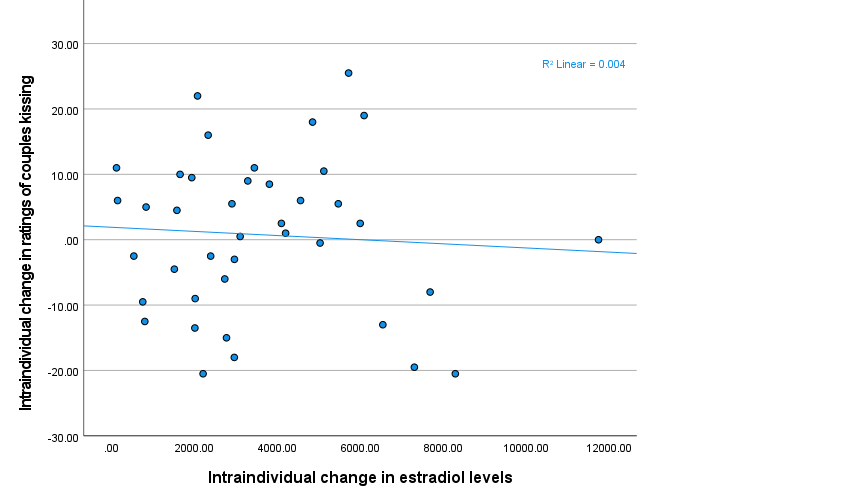 30.00
R² Linear = 0.004
20.00
10.00
.00
-10.00
-20.00
-30.00
Intraindividual change in ratings of couples kissing
.00 2000.00 4000.00 6000.00 8000.00 10000.00 12000.00
Intraindividual change in estradiol levels